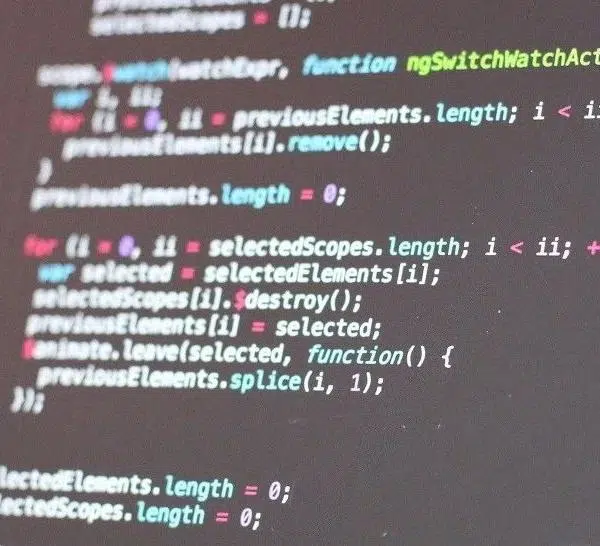 selectedScopes = [];
scope.$watch(watchExpr, function ngSwitchWatchAct
var i, ii;
for (i = 0, ii = previousElements.length; i < ii
previousElements[i].remove();
}
previousElements.length = 0;
for (i = 0, ii = selectedScopes.length; i < ii; +
var selected = selectedElements[i];
selectedScopes[i].$destroy();
previousElements[i] = selected;
$animate.leave(selected, function() {
previousElements.splice(i, 1);
});
lectedElements.length = 0;
lectedScopes.length = 0;